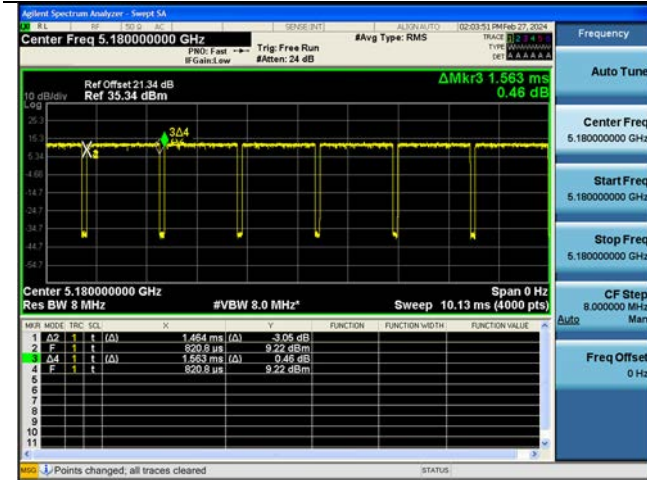 Agilent Spectrum Analyzer - Swept SA
RL RF 50 Ω AC SENSE:INT ALIGN AUTO 02:03:51 PM Feb 27, 2024
Center Freq 5.180000000 GHz
PNO: Fast
IFGain:Low
Trig: Free Run
#Atten: 24 dB
#Avg Type: RMS
TRACE 1 2 3 4 5 6
TYPE
DET A A A A A A
Ref Offset 21.34 dB
10 dB/div Ref 35.34 dBm
Log
ΔMkr3 1.563 ms
0.46 dB
25.3
15.3
5.34
-4.66
-14.7
-24.7
-34.7
-44.7
-54.7
3Δ4
Center 5.180000000 GHz Span 0 Hz
Res BW 8 MHz #VBW 8.0 MHz* Sweep 10.13 ms (4000 pts)
MKR MODE TRC SCL X Y FUNCTION FUNCTION WIDTH FUNCTION VALUE
1 Δ2 1 t (Δ) 1.464 ms (Δ) -3.05 dB
2 F 1 t 820.8 µs 9.22 dBm
3 Δ4 1 t (Δ) 1.563 ms (Δ) 0.46 dB
4 F 1 t 820.8 µs 9.22 dBm
5
6
7
8
9
10
11
MSG Points changed; all traces cleared STATUS
Frequency
Auto Tune
Center Freq
5.180000000 GHz
Start Freq
5.180000000 GHz
Stop Freq
5.180000000 GHz
CF Step
8.000000 MHz
Auto Man
Freq Offset
0 Hz